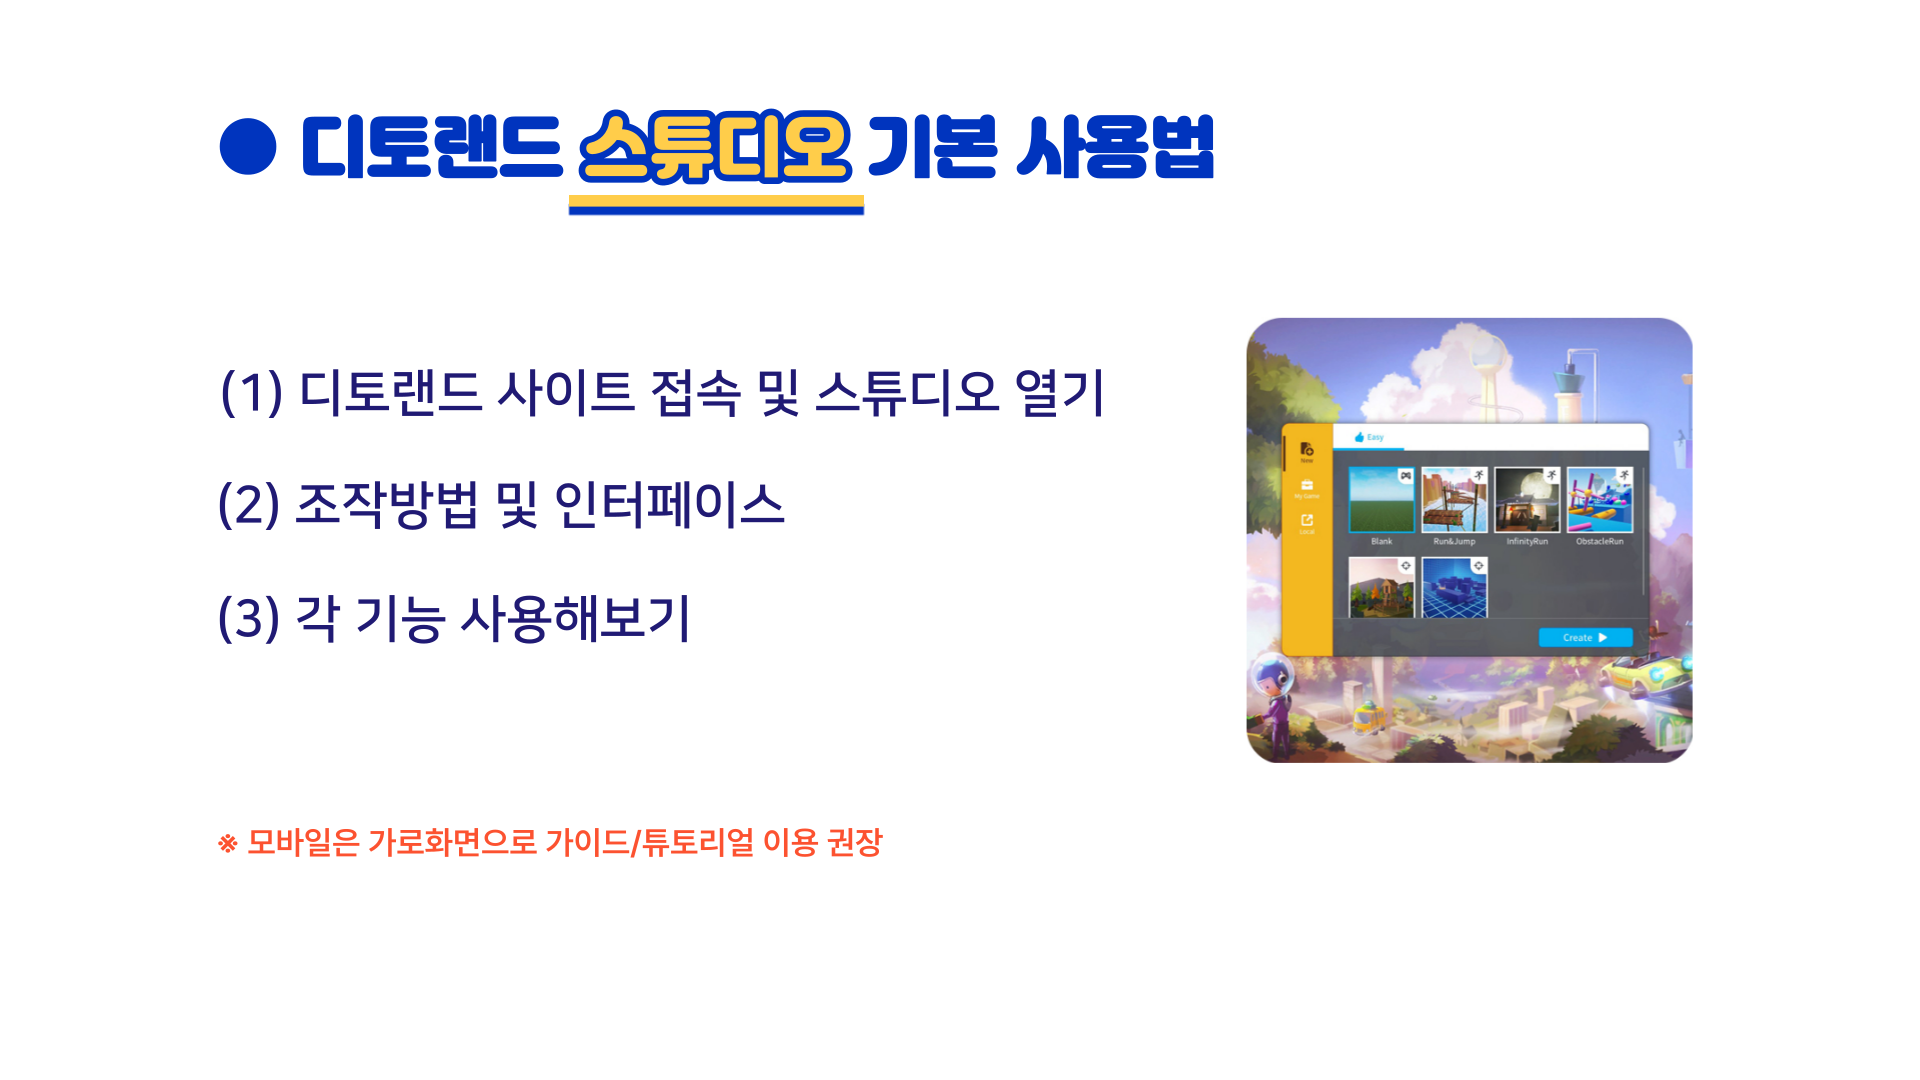 ● 디토랜드 스튜디오 기본 사용법
(1) 디토랜드 사이트 접속 및 스튜디오 열기
(2) 조작방법 및 인터페이스
(3) 각 기능 사용해보기
※ 모바일은 가로화면으로 가이드/튜토리얼 이용 권장
Easy
New
My Game
Local
Blank Run&Jump InfinityRun ObstacleRun
Create